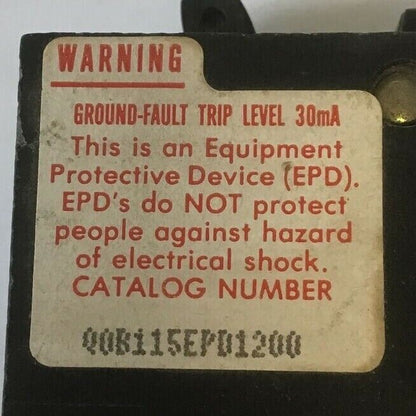 WARNING
GROUND-FAULT TRIP LEVEL 30mA
This is an Equipment
Protective Device (EPD).
EPD's do NOT protect
people against hazard
of electrical shock.
CATALOG NUMBER
QOB115EPD1200